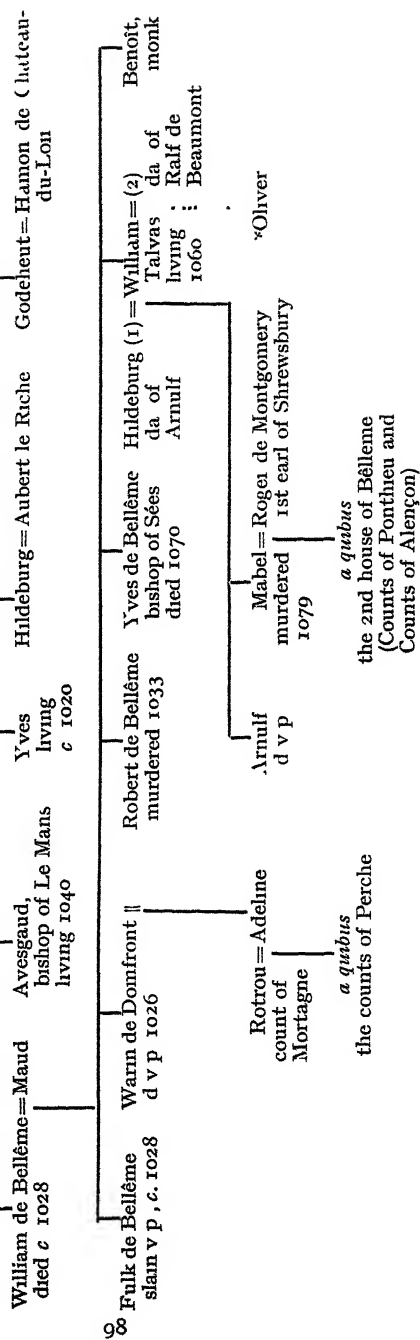 William de Bellême=Maud
died c 1028
Avesgaud,
bishop of Le Mans
living 1040
Yves
living
c 1020
Hildeburg=Aubert le Riche
Godeheut=Hamon de Chateau-
du-Loir
Fulk de Bellême
slain v p, c. 1028
Warin de Domfront =
d v p 1026
Robert de Bellême
murdered 1033
Yves de Bellême
bishop of Sées
died 1070
Hildeburg (1) = William = (2)
da of
Arnulf
Talvas
living
1060
da of
Ralf de
Beaumont
Benoit,
monk
Rotrou=Adeline
count of
Mortagne
a quibus
the counts of Perche
Arnulf
d v p
Mabel=Roger de Montgomery
murdered
1079
1st earl of Shrewsbury
a quibus
the 2nd house of Bellême
(Counts of Ponthieu and
Counts of Alençon)
*Oliver
98